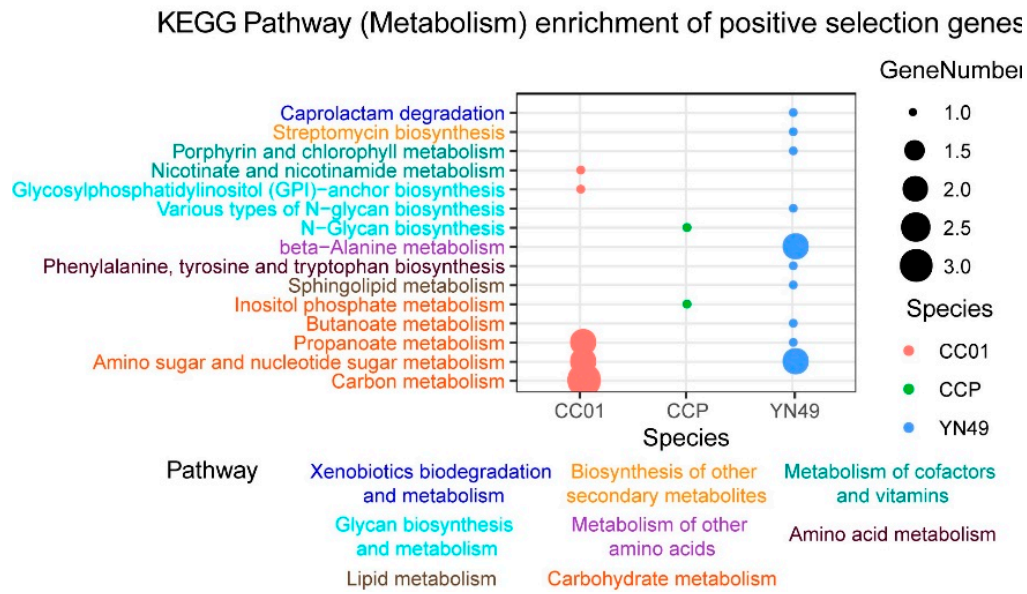 KEGG Pathway (Metabolism) enrichment of positive selection genes
GeneNumber
1.0
1.5
2.0
2.5
3.0
Species
CC01
CCP
YN49
Caprolactam degradation
Streptomycin biosynthesis
Porphyrin and chlorophyll metabolism
Nicotinate and nicotinamide metabolism
Glycosylphosphatidylinositol (GPI)−anchor biosynthesis
Various types of N−glycan biosynthesis
N−Glycan biosynthesis
beta−Alanine metabolism
Phenylalanine, tyrosine and tryptophan biosynthesis
Sphingolipid metabolism
Inositol phosphate metabolism
Butanoate metabolism
Propanoate metabolism
Amino sugar and nucleotide sugar metabolism
Carbon metabolism
CC01 CCP YN49
Species
Pathway
Xenobiotics biodegradation
and metabolism
Biosynthesis of other
secondary metabolites
Metabolism of cofactors
and vitamins
Glycan biosynthesis
and metabolism
Metabolism of other
amino acids
Amino acid metabolism
Lipid metabolism
Carbohydrate metabolism